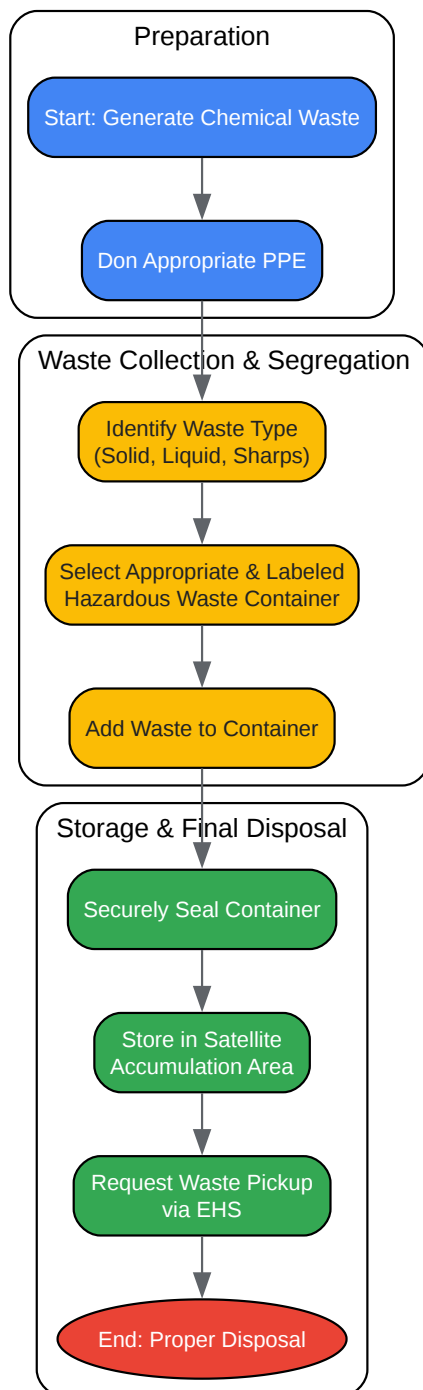 Preparation
Start: Generate Chemical Waste
Don Appropriate PPE
Waste Collection & Segregation
Identify Waste Type
(Solid, Liquid, Sharps)
Select Appropriate & Labeled
Hazardous Waste Container
Add Waste to Container
Storage & Final Disposal
Securely Seal Container
Store in Satellite
Accumulation Area
Request Waste Pickup
via EHS
End: Proper Disposal